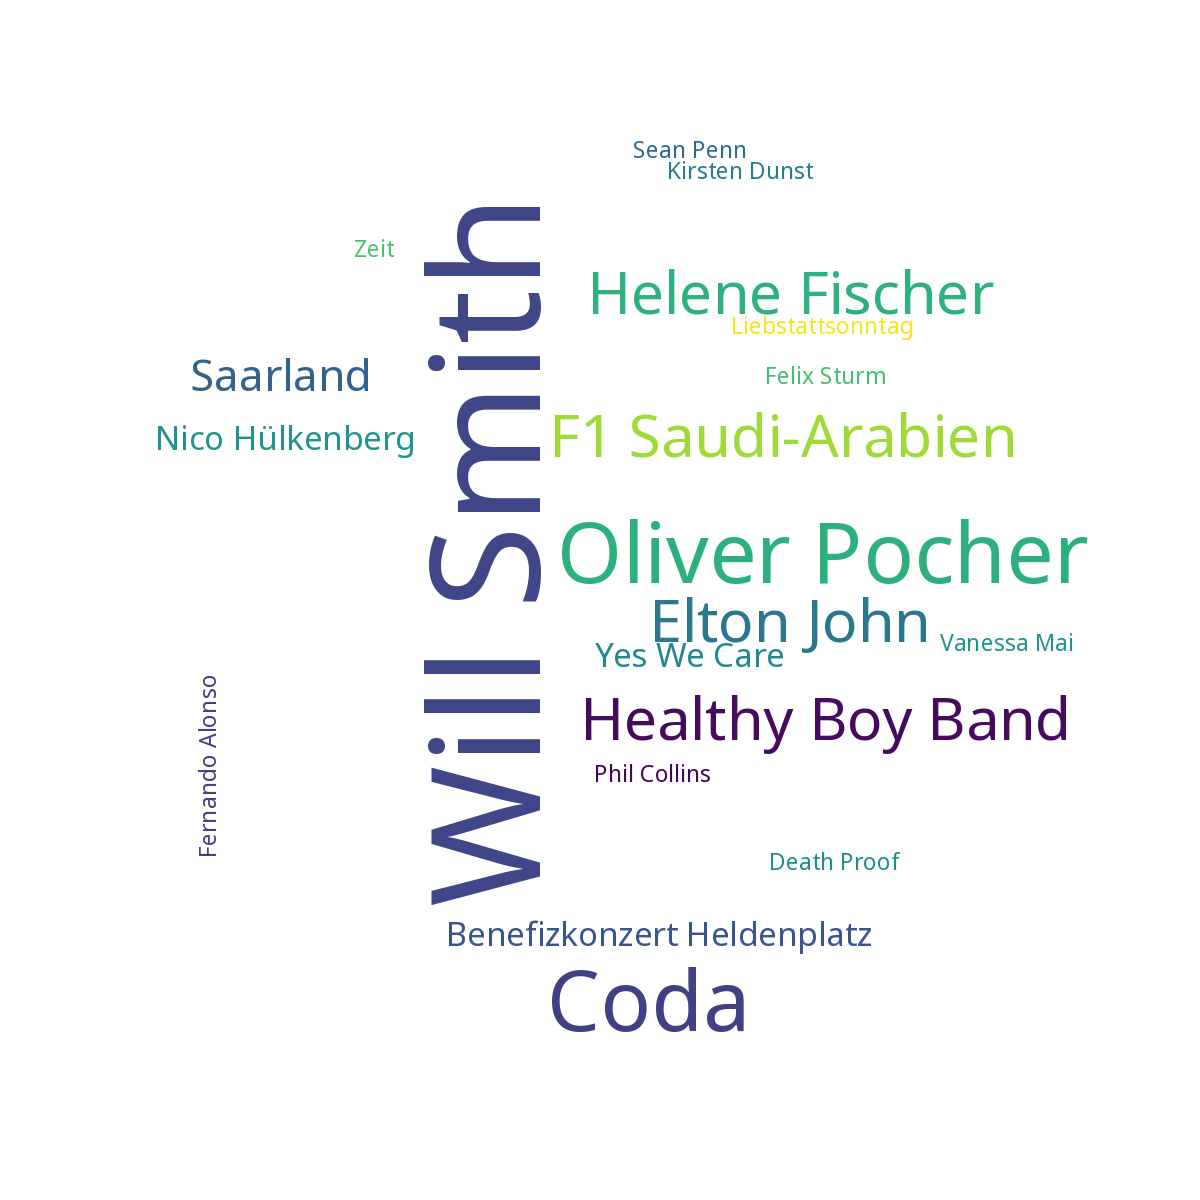 Sean Penn
Kirsten Dunst
Zeit
Helene Fischer
Liebstattsonntag
Saarland
Felix Sturm
Nico Hülkenberg
F1 Saudi-Arabien
Will Smith
Oliver Pocher
Elton John
Vanessa Mai
Yes We Care
Healthy Boy Band
Fernando Alonso
Phil Collins
Death Proof
Benefizkonzert Heldenplatz
Coda